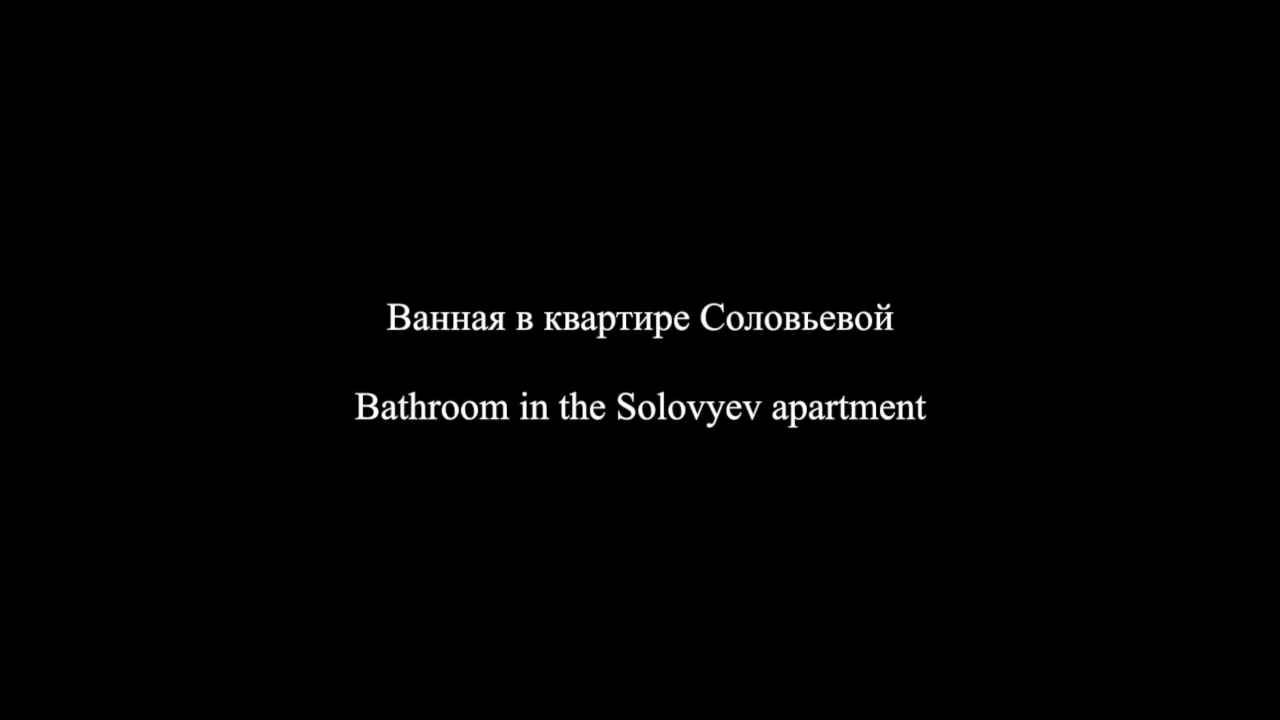 Ванная в квартире Соловьевой
Bathroom in the Solovyev apartment